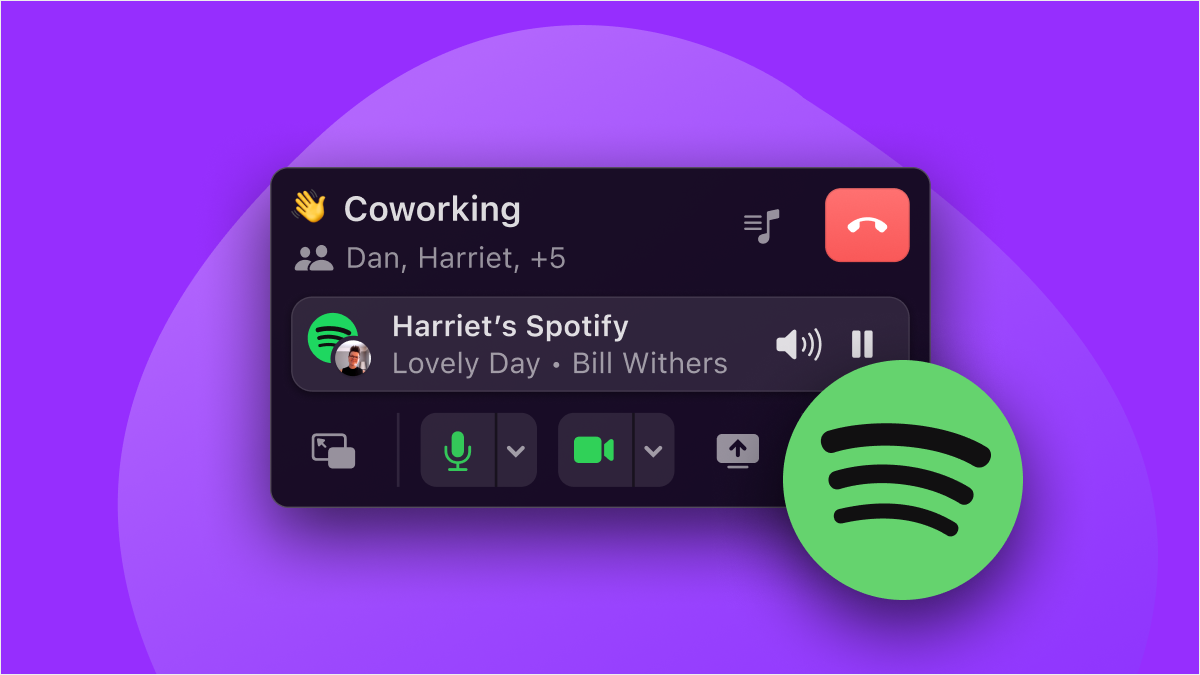 👋 Coworking
Dan, Harriet, +5
Harriet’s Spotify
Lovely Day • Bill Withers